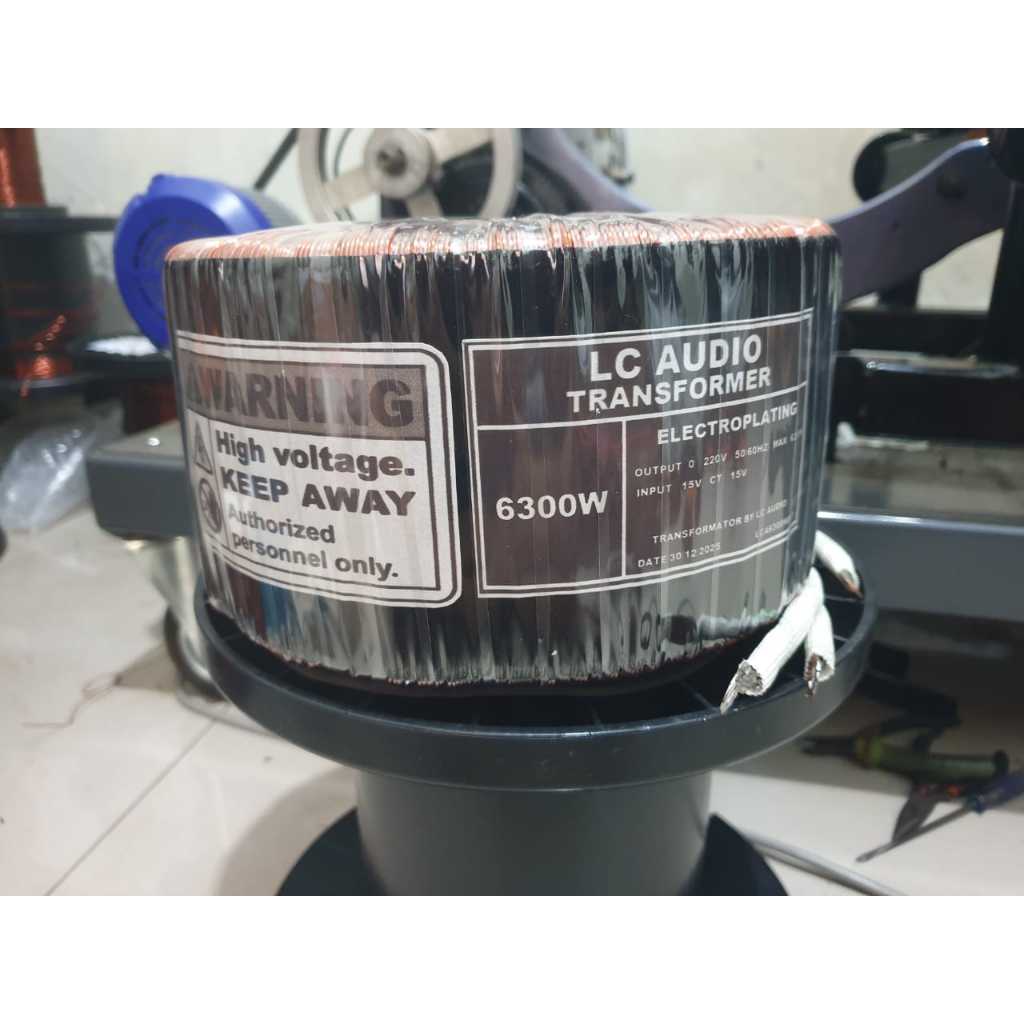 WARNING
High voltage.
KEEP AWAY
Authorized
personnel only.
LC AUDIO
TRANSFORMER
6300W
ELECTROPLATING
OUTPUT 0 220V 50/60HZ MAX
INPUT 15V CT 15V
TRANSFORMATOR BY LC AUDIO
DATE 30.12.2025